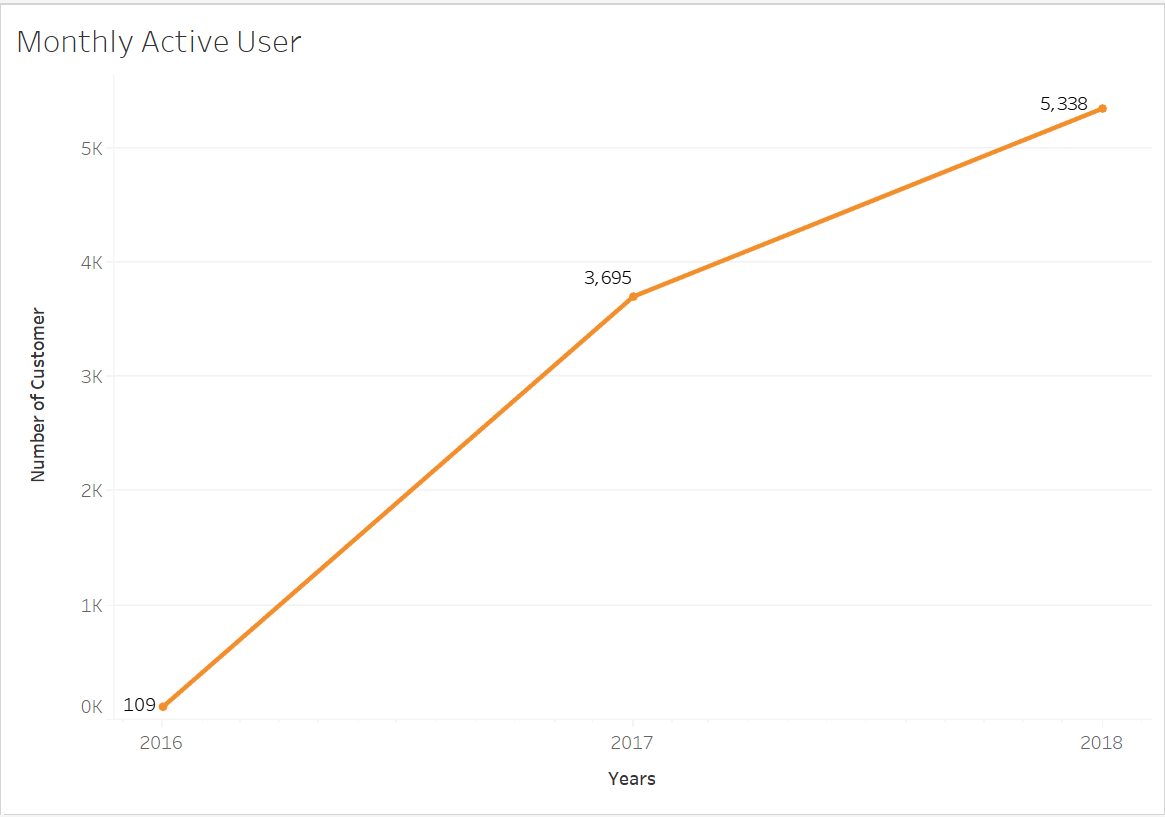 Monthly Active User
5,338
5K
4K
3,695
3K
Number of Customer
2K
1K
0K
109
2016
2017
2018
Years